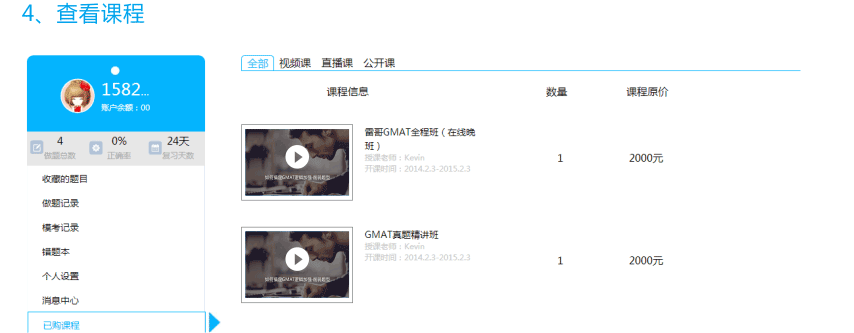 4、查看课程
1582...
账户余额：00
4
做题总数
0%
正确率
24天
复习天数
收藏的题目
做题记录
模考记录
错题本
个人设置
消息中心
已购课程
全部 视频课 直播课 公开课
课程信息 数量 课程原价
雷哥GMAT全程班（在线晚
班）
授课老师：Kevin
开课时间：2014.2.3-2015.2.3
1
2000元
GMAT真题精讲班
授课老师：Kevin
开课时间：2014.2.3-2015.2.3
1
2000元